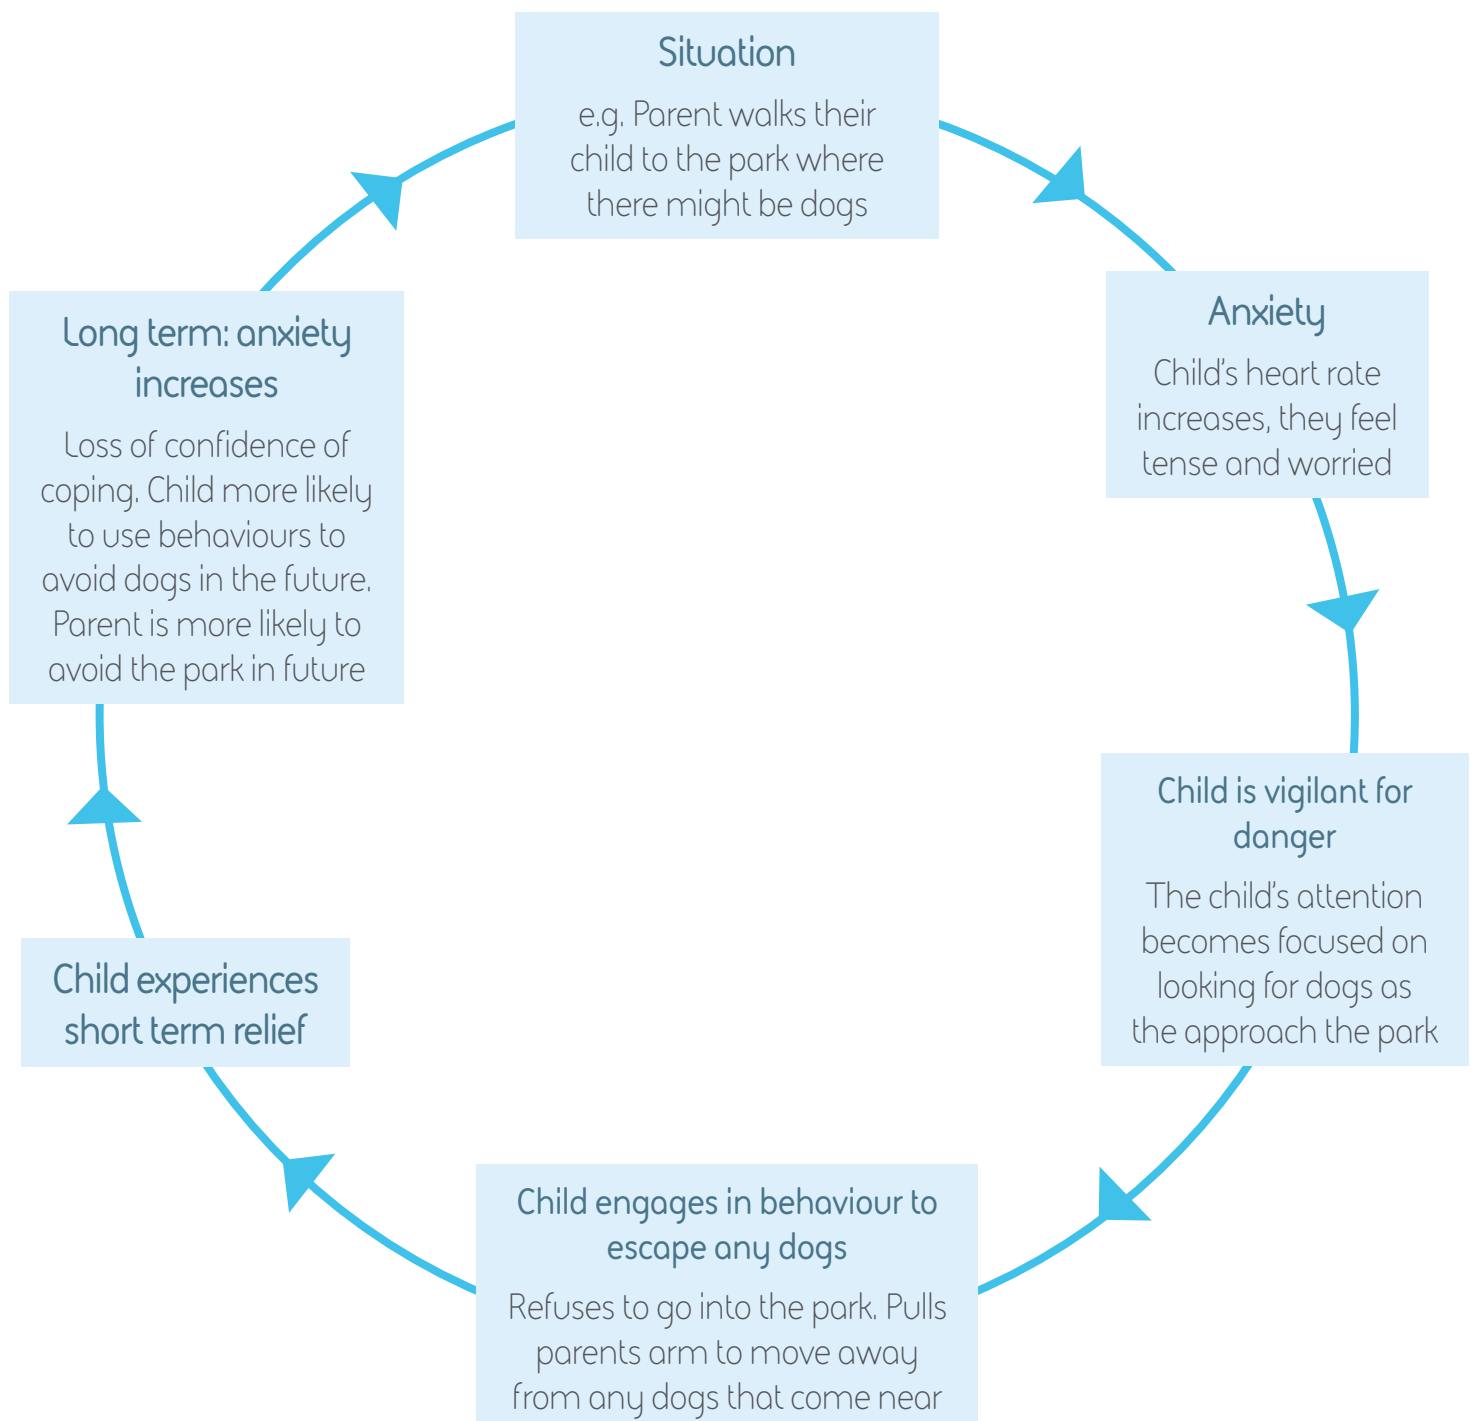 Situation
e.g. Parent walks their
child to the park where
there might be dogs
Anxiety
Child's heart rate
increases, they feel
tense and worried
Child is vigilant for
danger
The child's attention
becomes focused on
looking for dogs as
the approach the park
Child engages in behaviour to
escape any dogs
Refuses to go into the park. Pulls
parents arm to move away
from any dogs that come near
Child experiences
short term relief
Long term: anxiety
increases
Loss of confidence of
coping. Child more likely
to use behaviours to
avoid dogs in the future.
Parent is more likely to
avoid the park in future